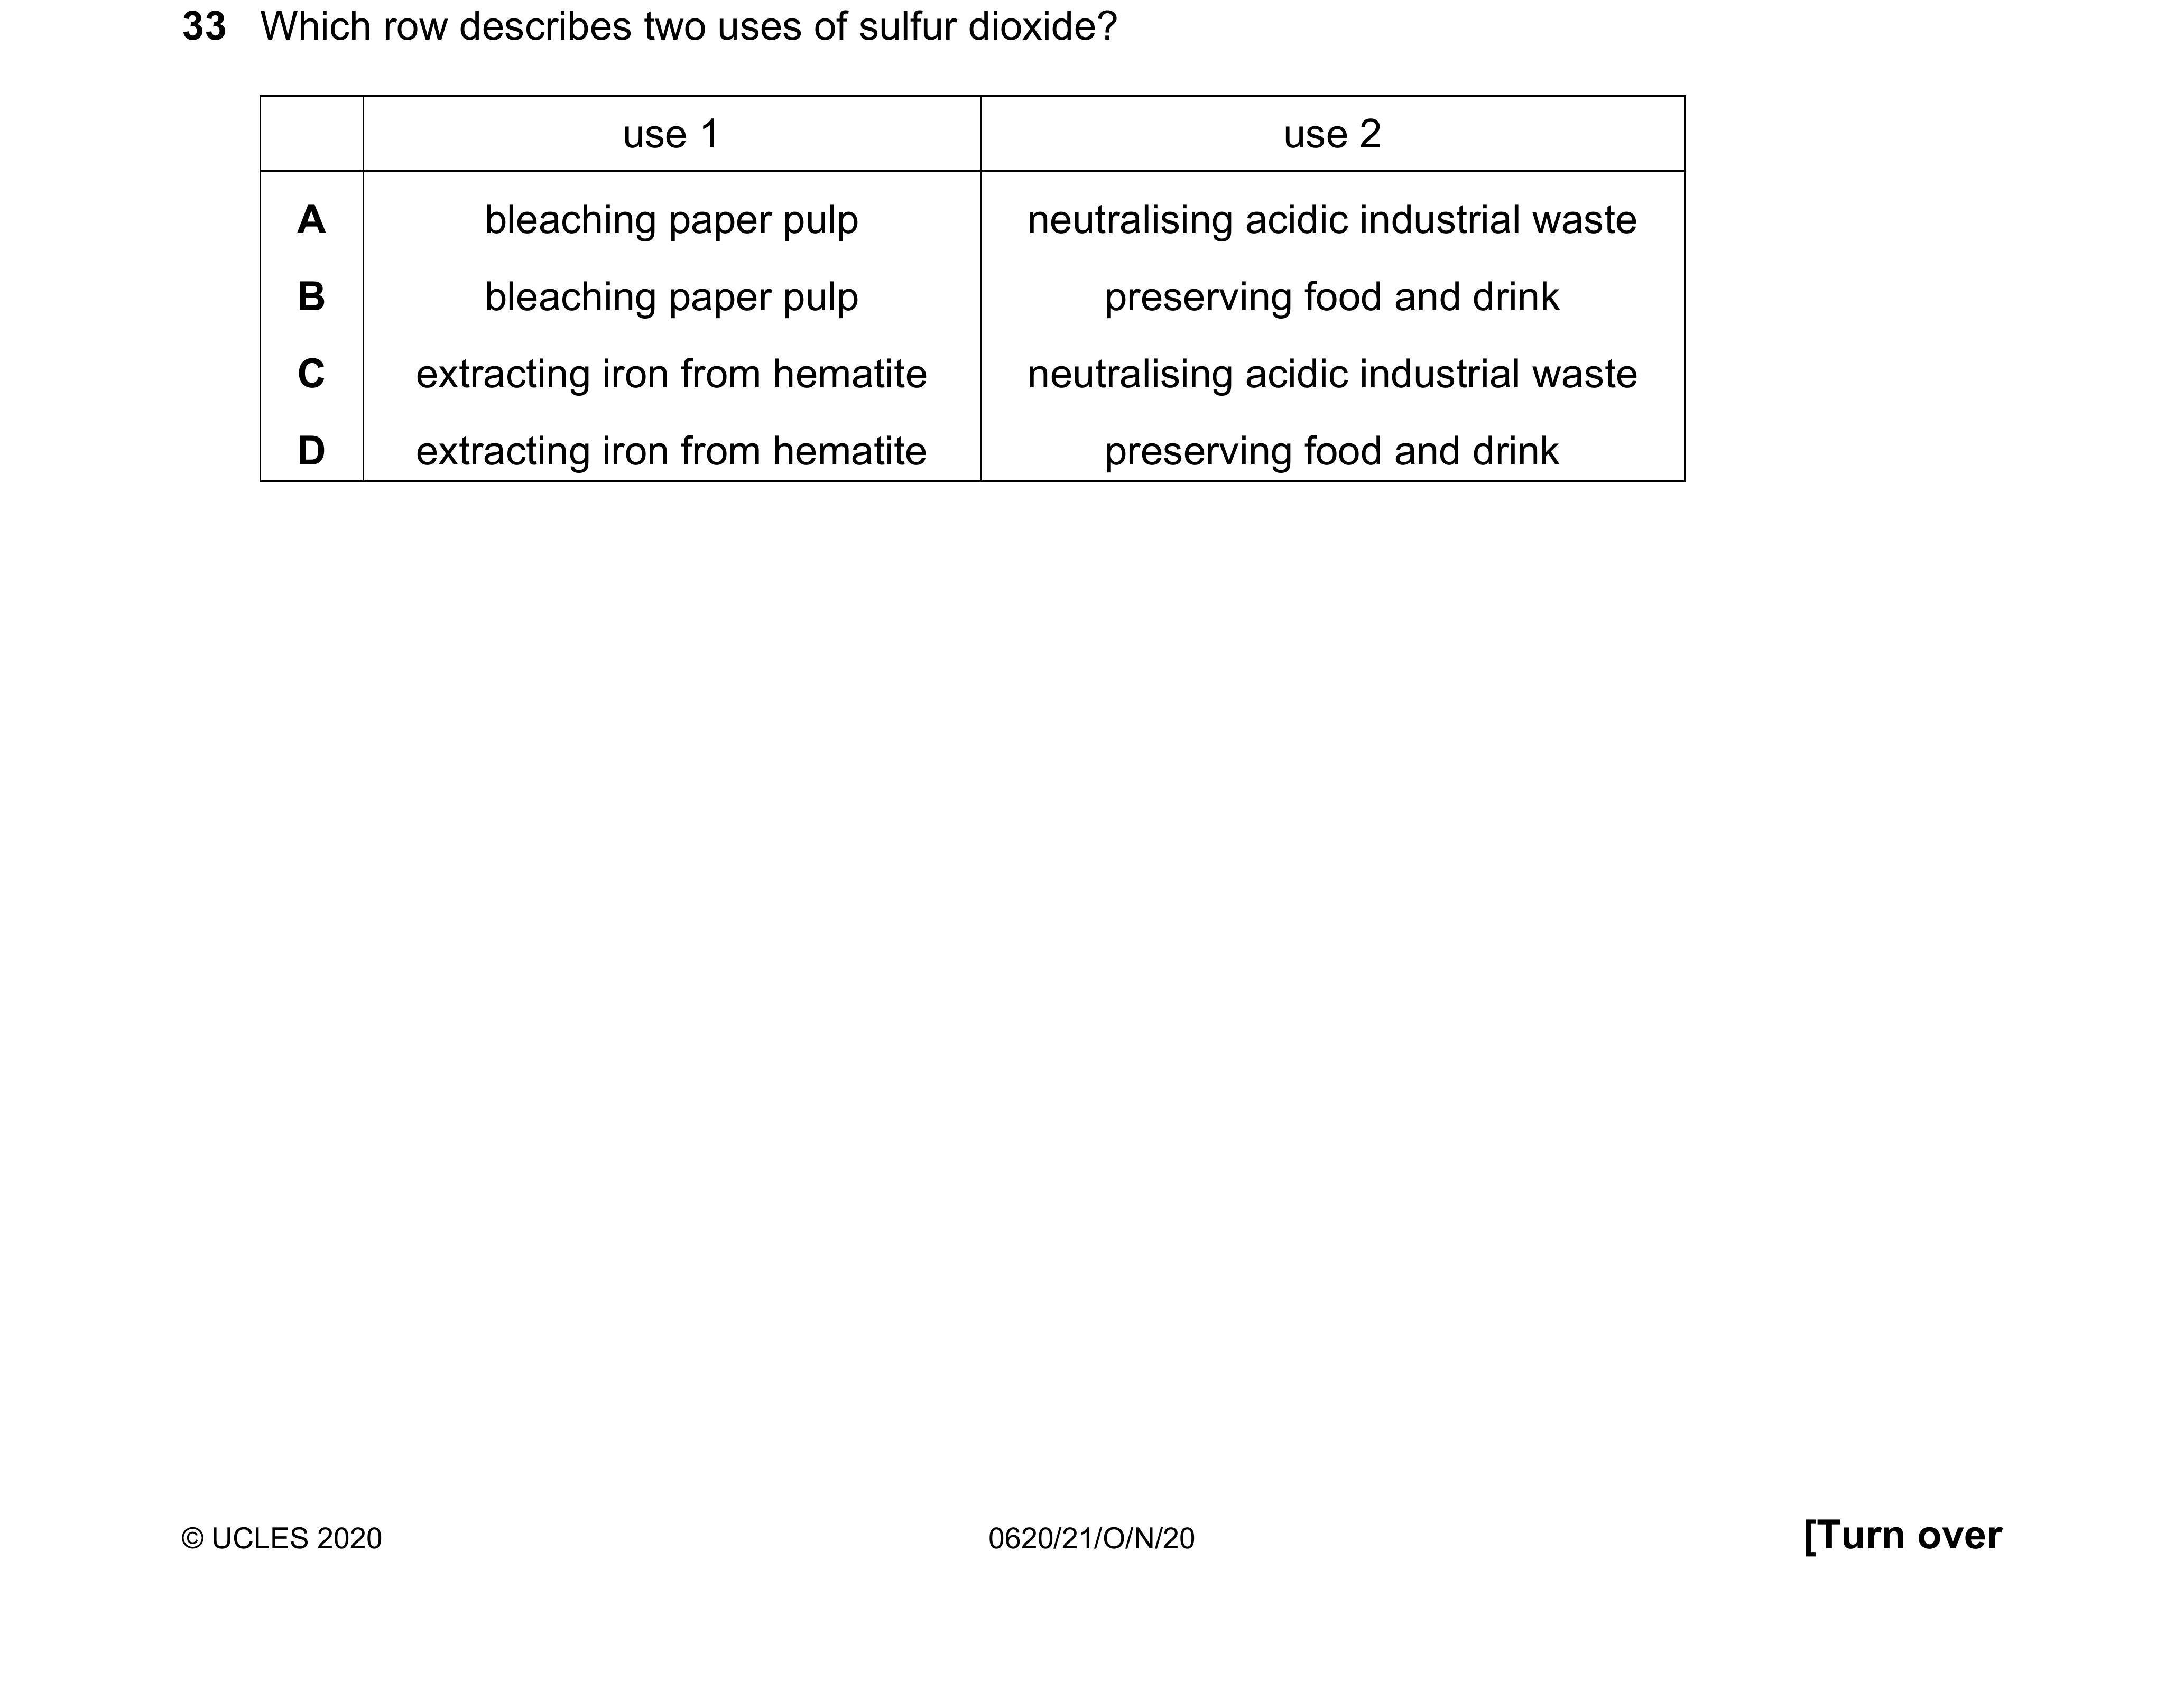 33 Which row describes two uses of sulfur dioxide?
use 1 use 2
A bleaching paper pulp neutralising acidic industrial waste
B bleaching paper pulp preserving food and drink
C extracting iron from hematite neutralising acidic industrial waste
D extracting iron from hematite preserving food and drink
© UCLES 2020 0620/21/O/N/20 [Turn over